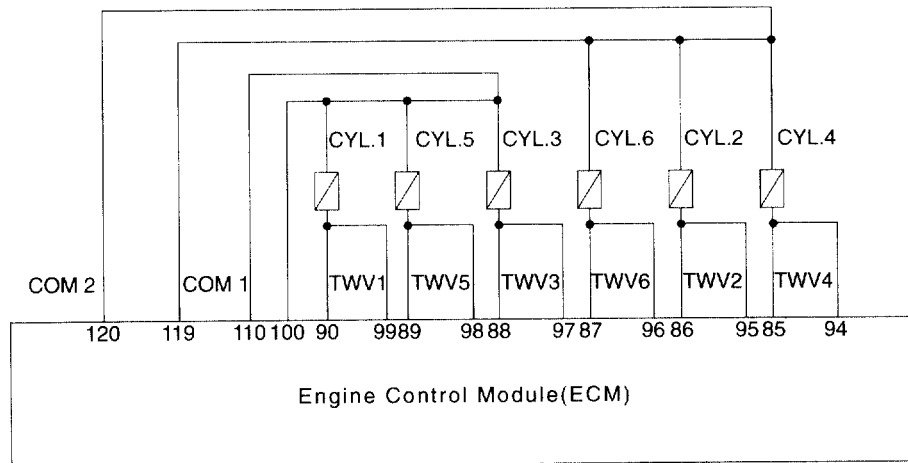 CYL.1 CYL.5 CYL.3 CYL.6 CYL.2 CYL.4
COM 2 COM 1 TWV1 TWV5 TWV3 TWV6 TWV2 TWV4
120 119 110 100 90 99 89 98 88 97 87 96 86 95 85 94
Engine Control Module(ECM)